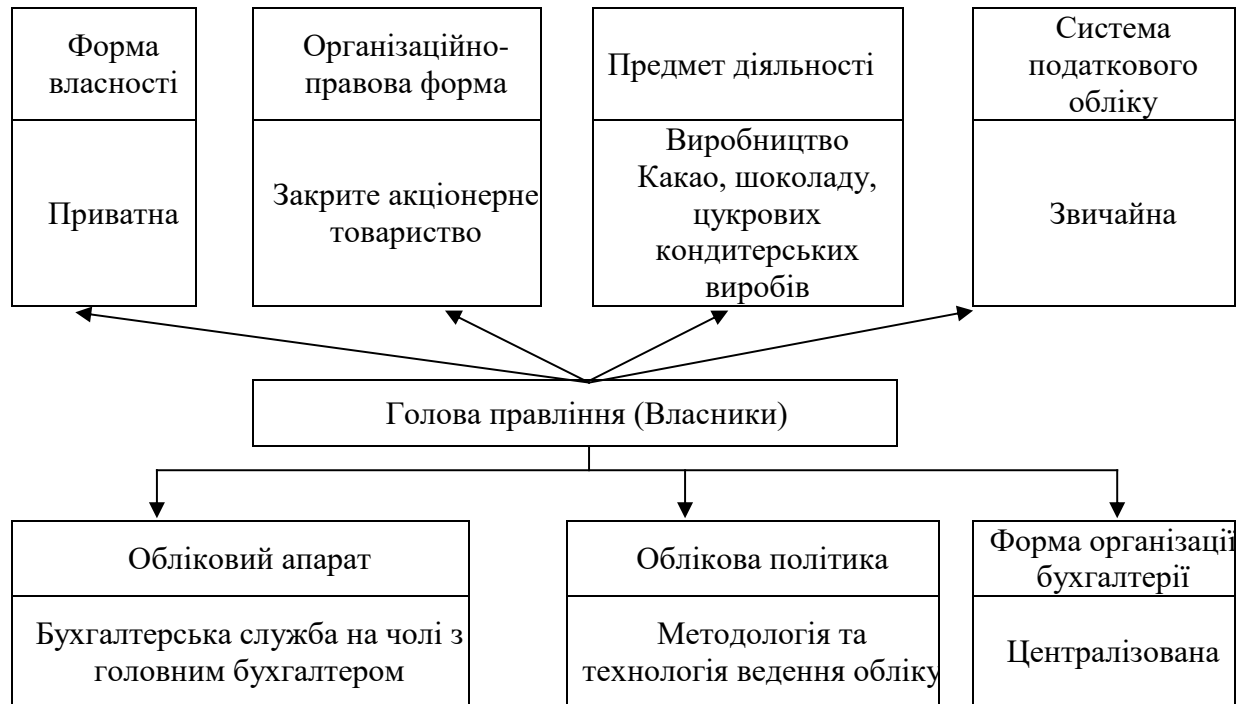 Форма
власності
Приватна
Організаційно-
правова форма
Закрите акціонерне
товариство
Предмет діяльності
Виробництво
Какао, шоколаду,
цукрових
кондитерських
виробів
Система
податкового
обліку
Звичайна
Голова правління (Власники)
Обліковий апарат
Бухгалтерська служба на чолі з
головним бухгалтером
Облікова політика
Методологія та
технологія ведення обліку
Форма організації
бухгалтерії
Централізована